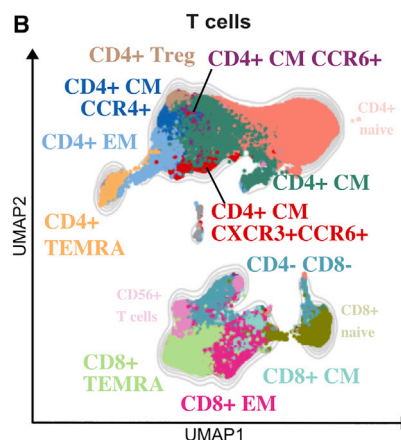 B
T cells
CD4+ Treg
CD4+ CM CCR6+
CD4+ CM
CCR4+
CD4+
naive
CD4+ EM
CD4+ CM
CD4+
TEMRA
CD4+ CM
CXCR3+CCR6+
CD4- CD8-
CD56+
T cells
CD8+
naive
CD8+
TEMRA
CD8+ CM
CD8+ EM
UMAP2
UMAP1